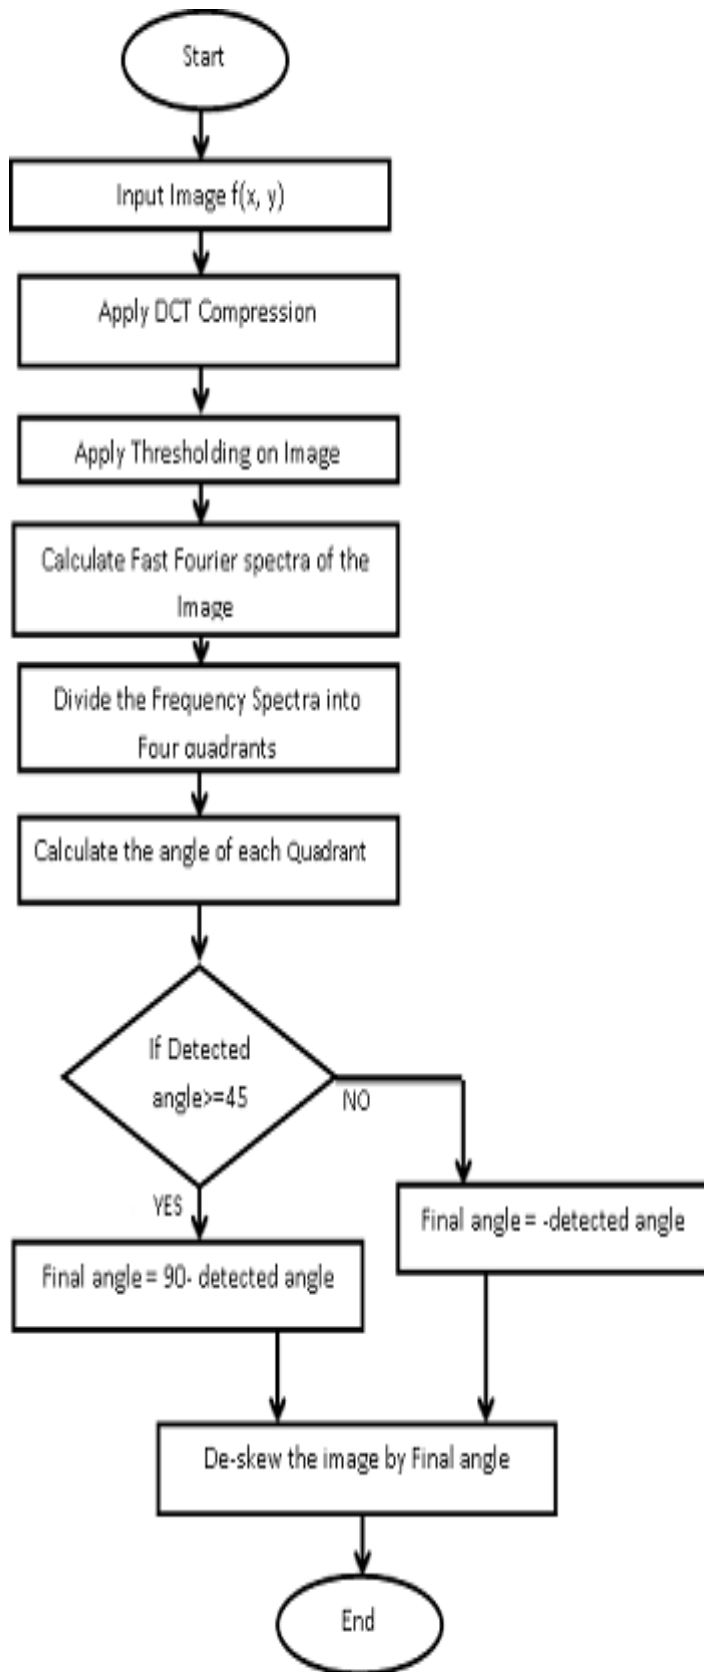 Start
Input Image f(x, y)
Apply DCT Compression
Apply Thresholding on Image
Calculate Fast Fourier spectra of the
Image
Divide the Frequency Spectra into
Four quadrants
Calculate the angle of each Quadrant
If Detected
angle>=45
NO
YES
Final angle = -detected angle
Final angle = 90- detected angle
De-skew the image by Final angle
End